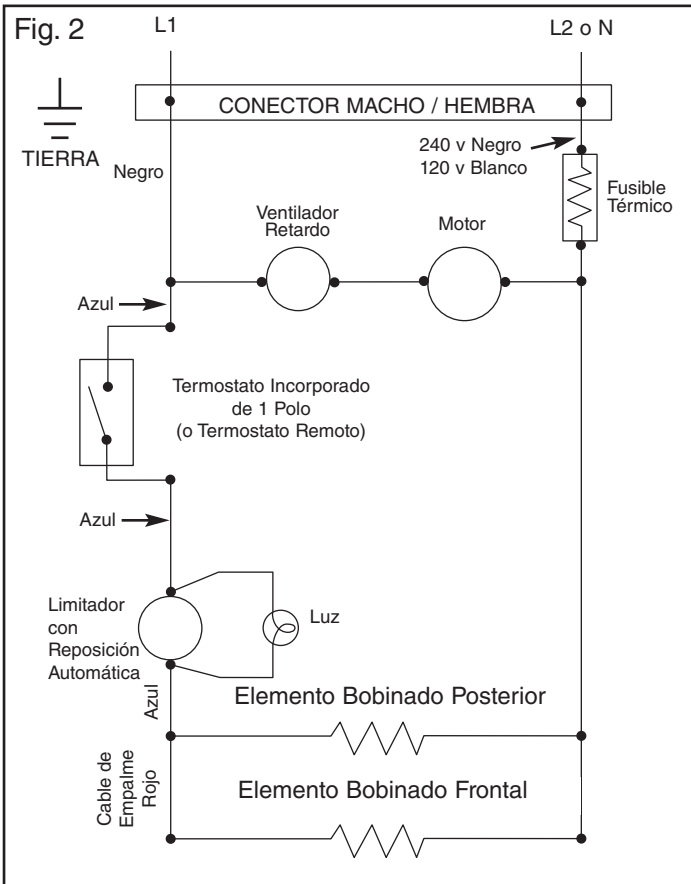 Fig. 2
L1
L2 o N
CONECTOR MACHO / HEMBRA
TIERRA
Negro
240 v Negro
120 v Blanco
Fusible
Térmico
Ventilador
Retardo
Motor
Azul
Termostato Incorporado
de 1 Polo
(o Termostato Remoto)
Azul
Limitador
con
Reposición
Automática
Luz
Azul
Elemento Bobinado Posterior
Cable de
Empalme
Rojo
Elemento Bobinado Frontal